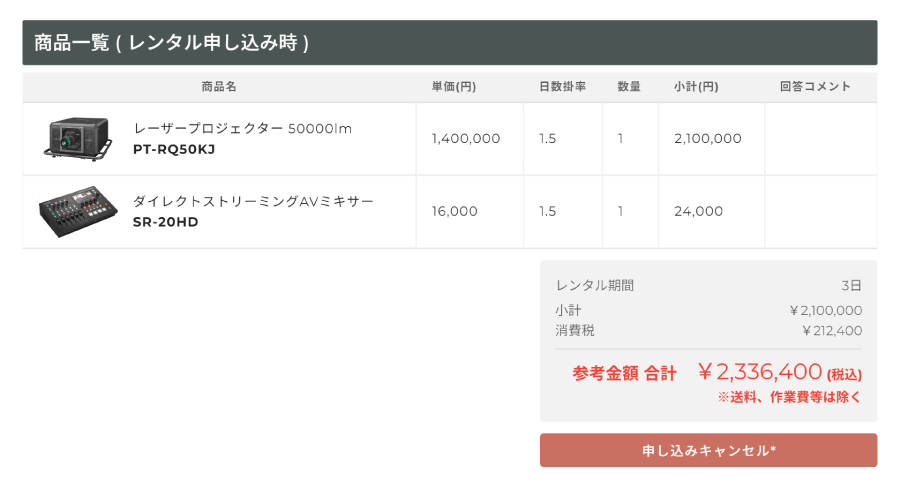 商品一覧 ( レンタル申し込み時 )
商品名 単価(円) 日数掛率 数量 小計(円) 回答コメント
レーザープロジェクター 50000lm
PT-RQ50KJ
1,400,000 1.5 1 2,100,000
ダイレクトストリーミングAVミキサー
SR-20HD
16,000 1.5 1 24,000
レンタル期間 3日
小計 ￥2,100,000
消費税 ￥212,400
参考金額 合計 ￥2,336,400 (税込)
※送料、作業費等は除く
申し込みキャンセル*